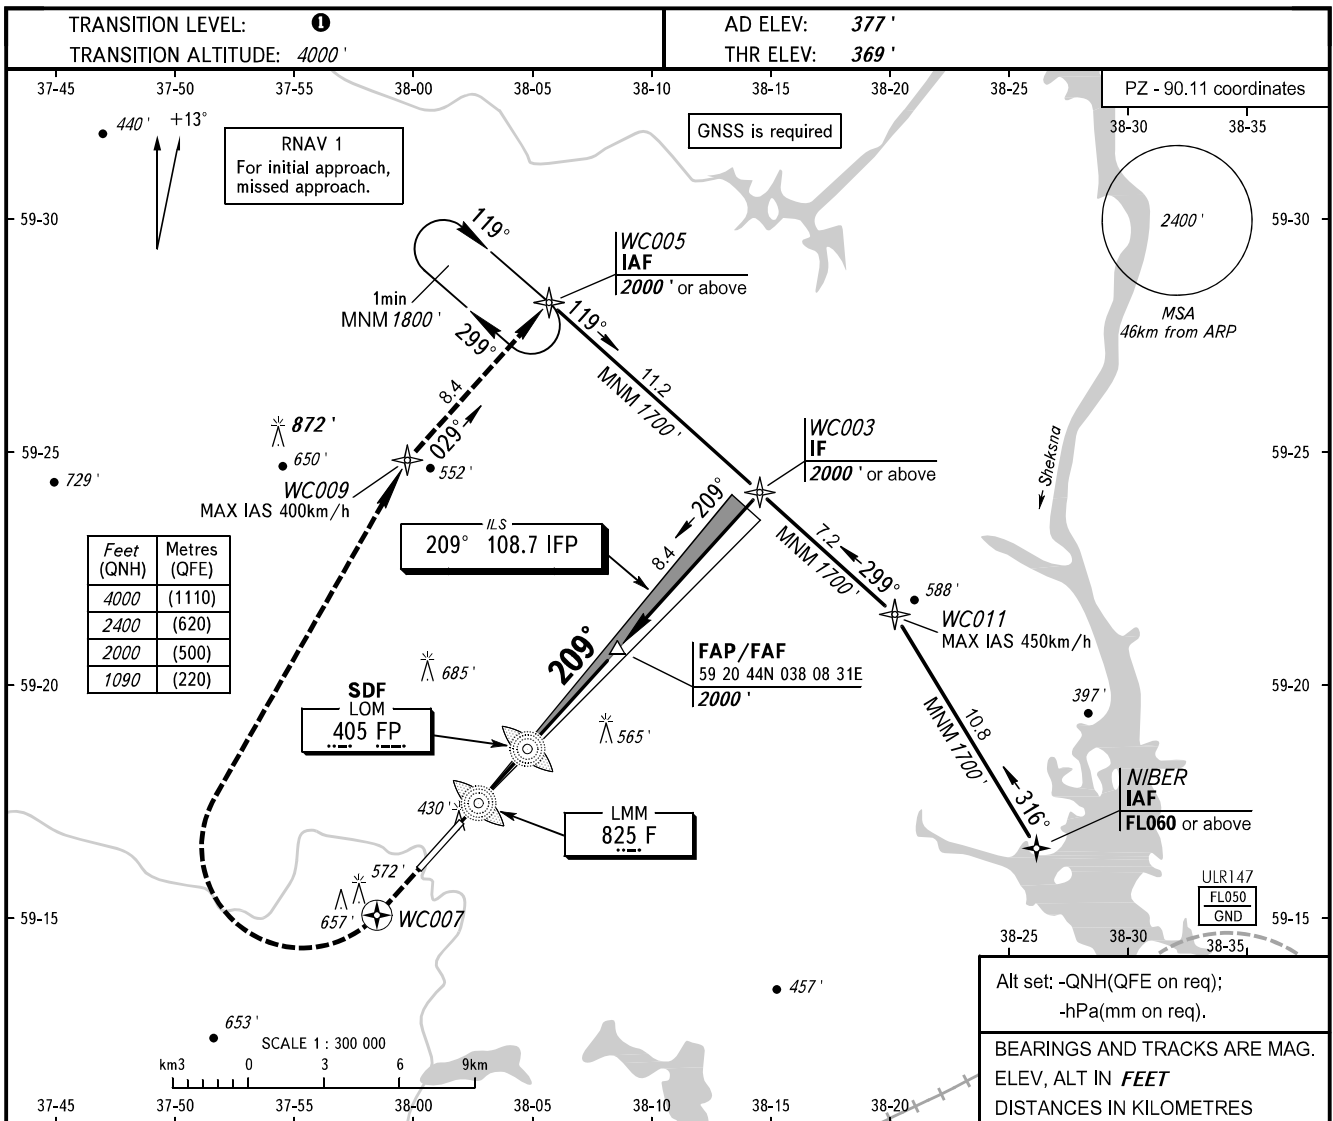 TRANSITION LEVEL: ❶
TRANSITION ALTITUDE: 4000 '
AD ELEV: 377 '
THR ELEV: 369 '
37-45 37-50 37-55 38-00 38-05 38-10 38-15 38-20 38-25
PZ - 90.11 coordinates
38-30 38-35
440 '
+13°
RNAV 1
For initial approach,
missed approach.
GNSS is required
59-30
59-30
2400 '
MSA
46km from ARP
119°
WC005
IAF
2000 ' or above
1min
MNM 1800 '
299°
119°
11.2
MNM 1700 '
8.4
029°
872 '
650 '
729 '
552 '
59-25
59-25
WC009
MAX IAS 400km/h
WC003
IF
2000 ' or above
Sheksna
209°
8.4
ILS
209° 108.7 IFP
7.2
MNM 1700 '
299°
588 '
WC011
MAX IAS 450km/h
Feet
(QNH)
Metres
(QFE)
4000 (1110)
2400 (620)
2000 (500)
1090 (220)
209°
FAP/FAF
59 20 44N 038 08 31E
2000 '
685 '
59-20
59-20
SDF
LOM
405 FP
565 '
397 '
10.8
MNM 1700 '
316°
NIBER
IAF
FL060 or above
430 '
LMM
825 F
572 '
657 '
WC007
ULR147
FL050
GND
59-15
59-15
38-25 38-30 38-35
457 '
653 '
SCALE 1 : 300 000
km3 0 3 6 9km
Alt set: -QNH(QFE on req);
-hPa(mm on req).
BEARINGS AND TRACKS ARE MAG.
ELEV, ALT IN FEET
DISTANCES IN KILOMETRES
37-45 37-50 37-55 38-00 38-05 38-10 38-15 38-20